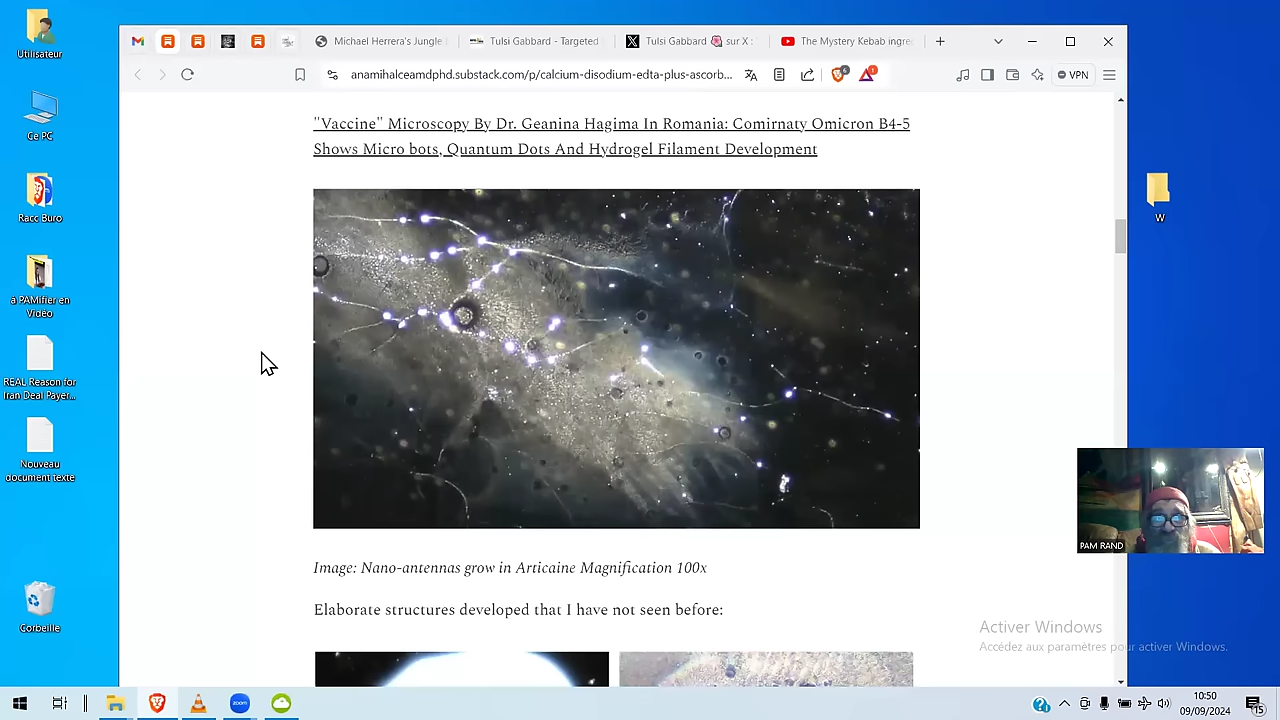 Utilisateur
Ce PC
Racc Buro
à PAMifier en
Vidéo
REAL Reason for
Iran Deal Payer...
Nouveau
document texte
Corbeille
Michael Herrera's Jungle
Tulsi Gabbard - Targeted
Tulsi Gabbard 🌺 sur X :
The Mystery Kebab ingre
anamihalceamdphd.substack.com/p/calcium-disodium-edta-plus-ascorb...
6
1
VPN
"Vaccine" Microscopy By Dr. Geanina Hagima In Romania: Comirnaty Omicron B4-5
Shows Micro bots, Quantum Dots And Hydrogel Filament Development
Image: Nano-antennas grow in Articaine Magnification 100x
Elaborate structures developed that I have not seen before:
W
PAM RAND
Activer Windows
Accédez aux paramètres pour activer Windows.
zoom
10:50
09/09/2024
15